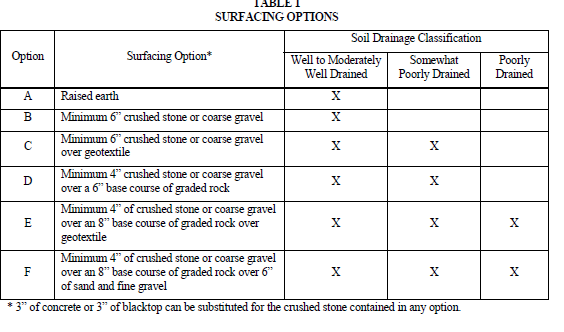 TABLE 1
SURFACING OPTIONS
Option
Surfacing Option*
Soil Drainage Classification
Well to Moderately
Well Drained
Somewhat
Poorly Drained
Poorly
Drained
A Raised earth X
B Minimum 6” crushed stone or coarse gravel X
C Minimum 6” crushed stone or coarse gravel
over geotextile X X
D Minimum 4” crushed stone or coarse gravel
over a 6” base course of graded rock X X
E Minimum 4” of crushed stone or coarse gravel
over an 8” base course of graded rock over
geotextile X X X
F Minimum 4” of crushed stone or coarse gravel
over an 8” base course of graded rock over 6”
of sand and fine gravel X X X
* 3” of concrete or 3” of blacktop can be substituted for the crushed stone contained in any option.